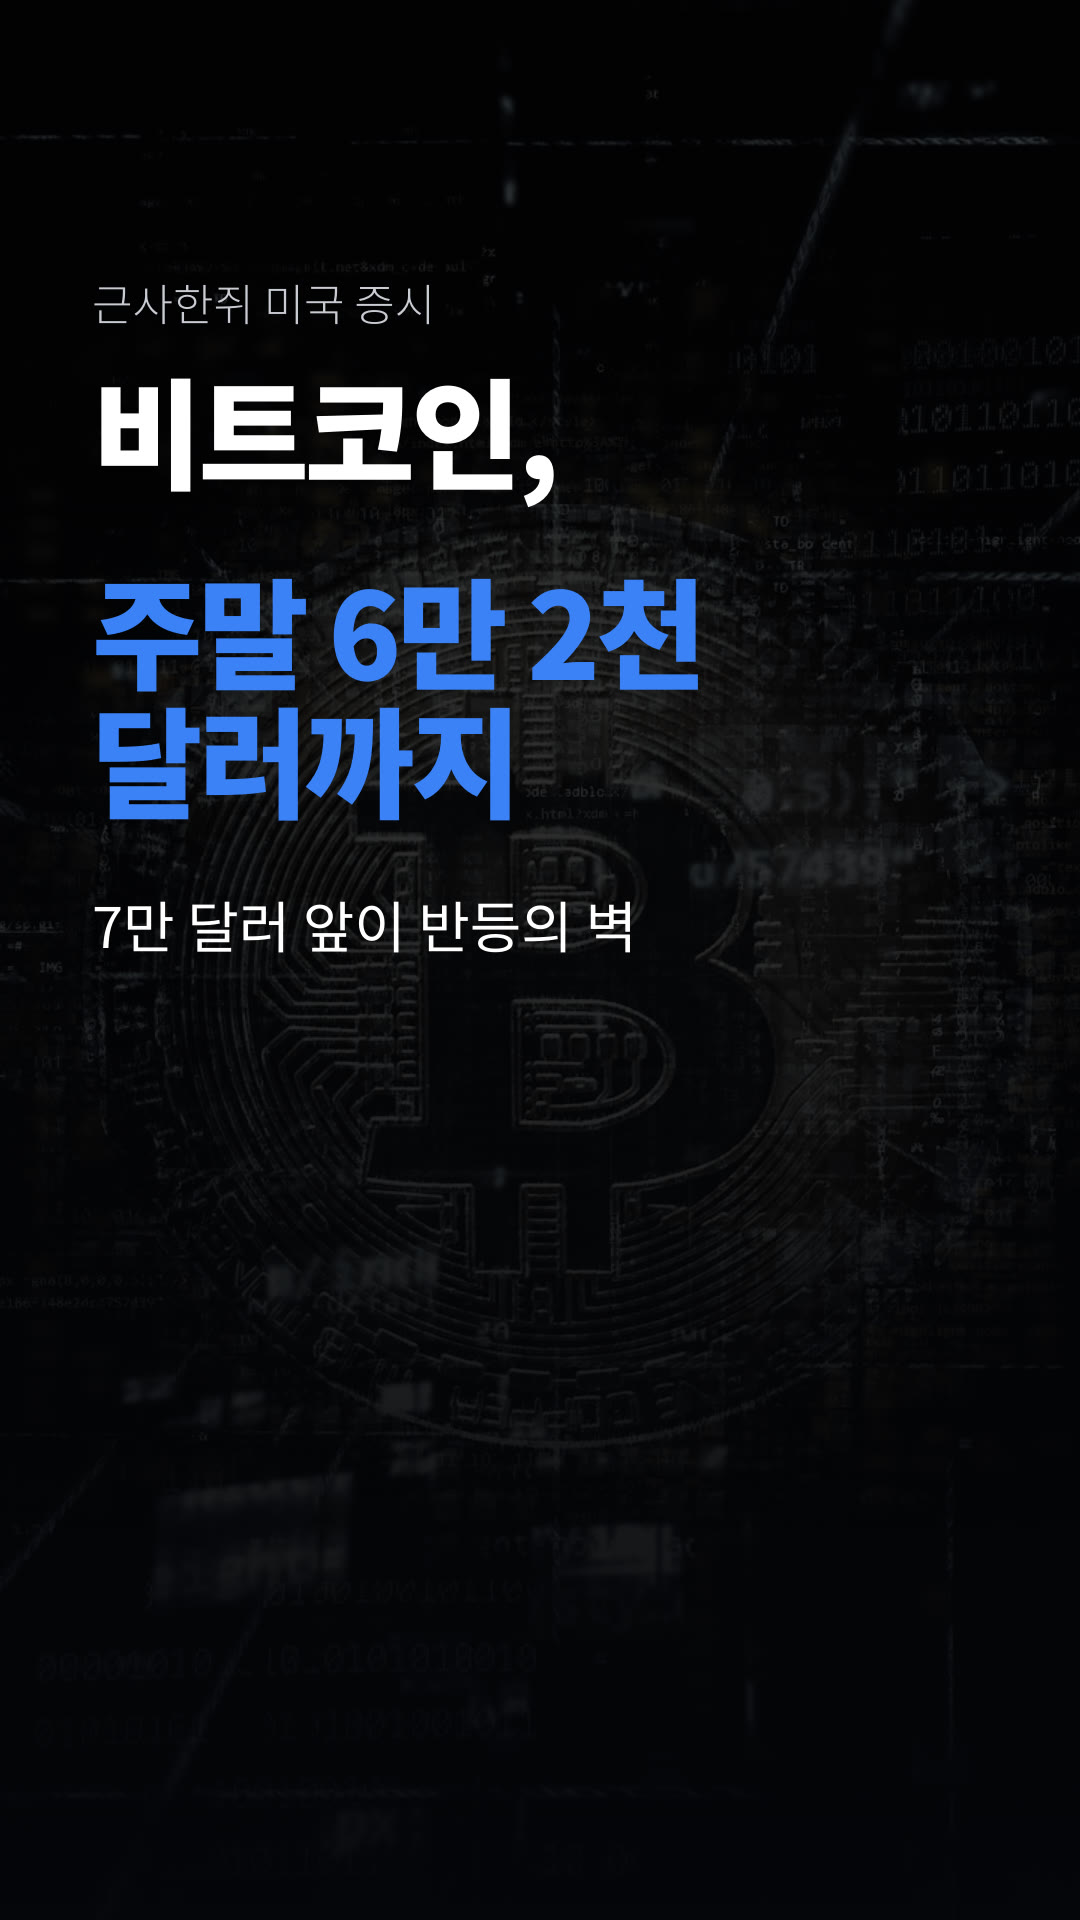 근사한쥐 미국 증시
비트코인,
주말 6만 2천
달러까지
7만 달러 앞이 반등의 벽